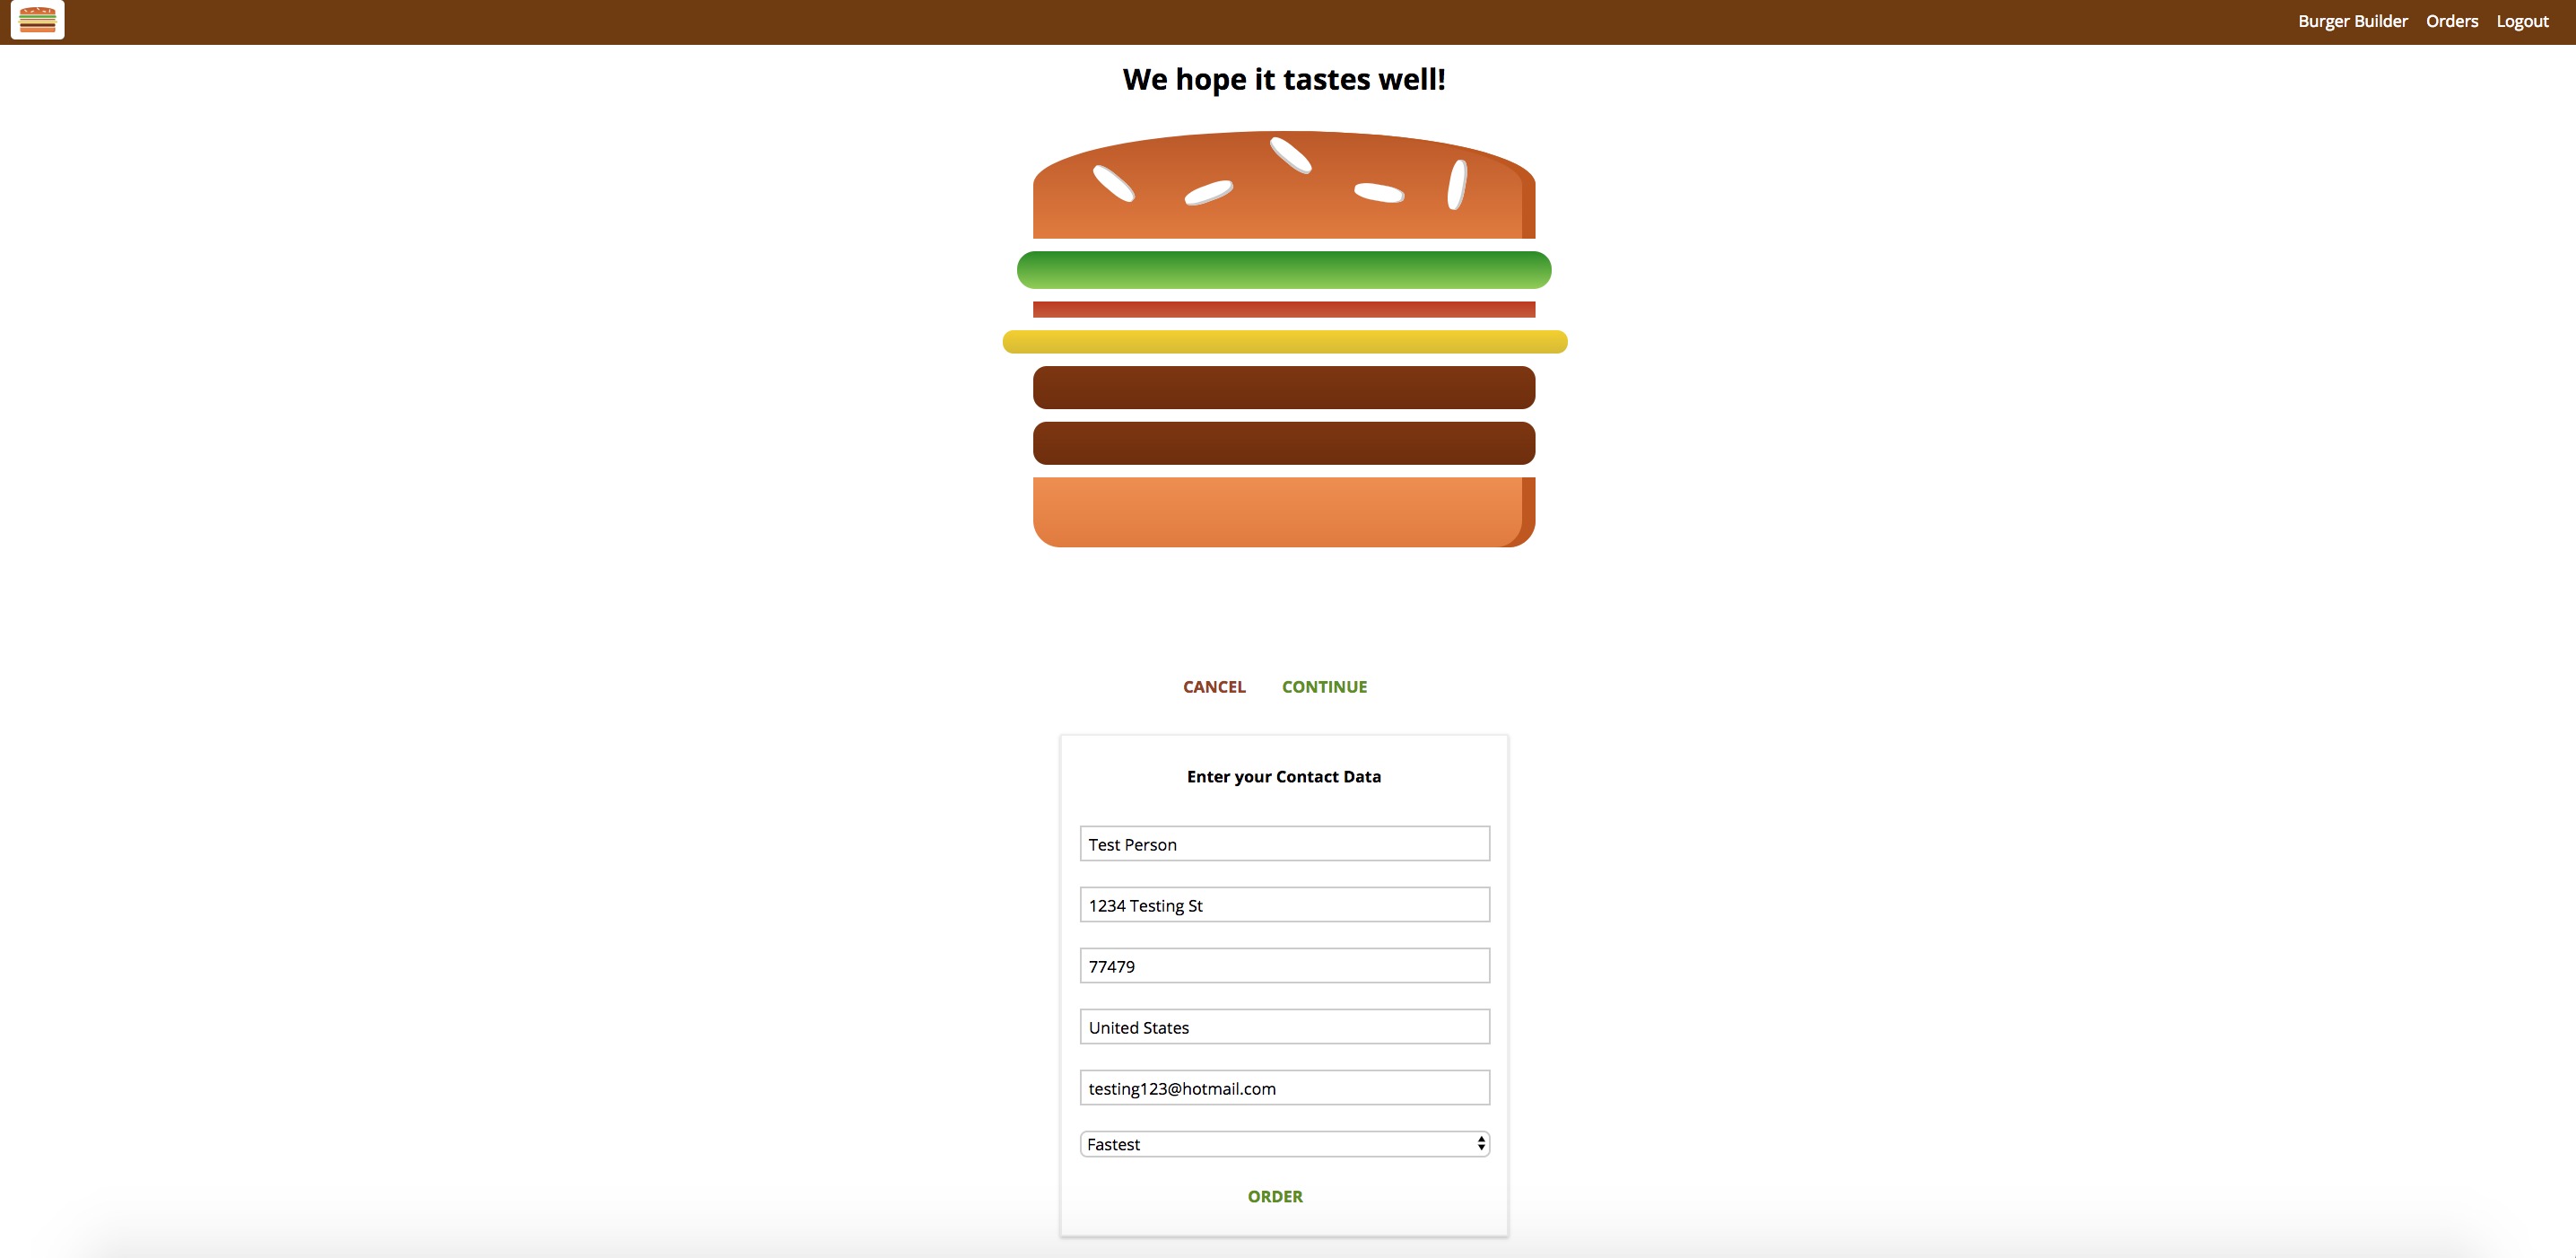 Burger Builder Orders Logout
We hope it tastes well!
CANCEL CONTINUE
Enter your Contact Data
Test Person
1234 Testing St
77479
United States
testing123@hotmail.com
Fastest
ORDER